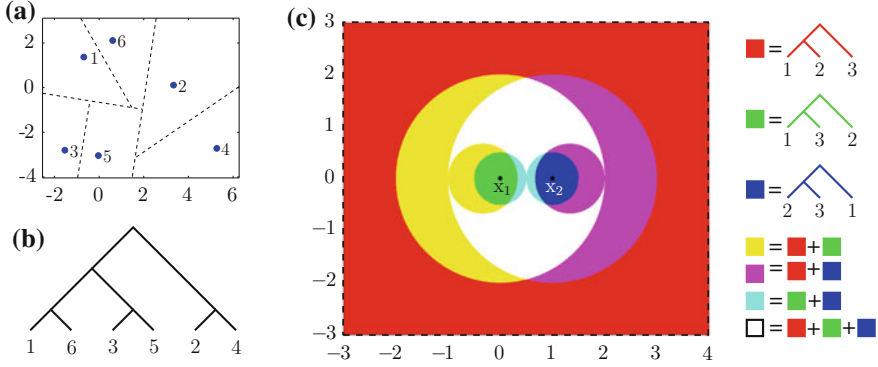 (a)
2
0
-2
-4
-2
0
2
4
6
1
6
2
3
5
4
(b)
1 6 3 5 2 4
(c)
3
2
1
0
−1
−2
−3
−3 −2 −1 0 1 2 3 4
x1 x2
=
1 2 3
=
1 3 2
=
2 3 1
= +
= +
= +
= + +